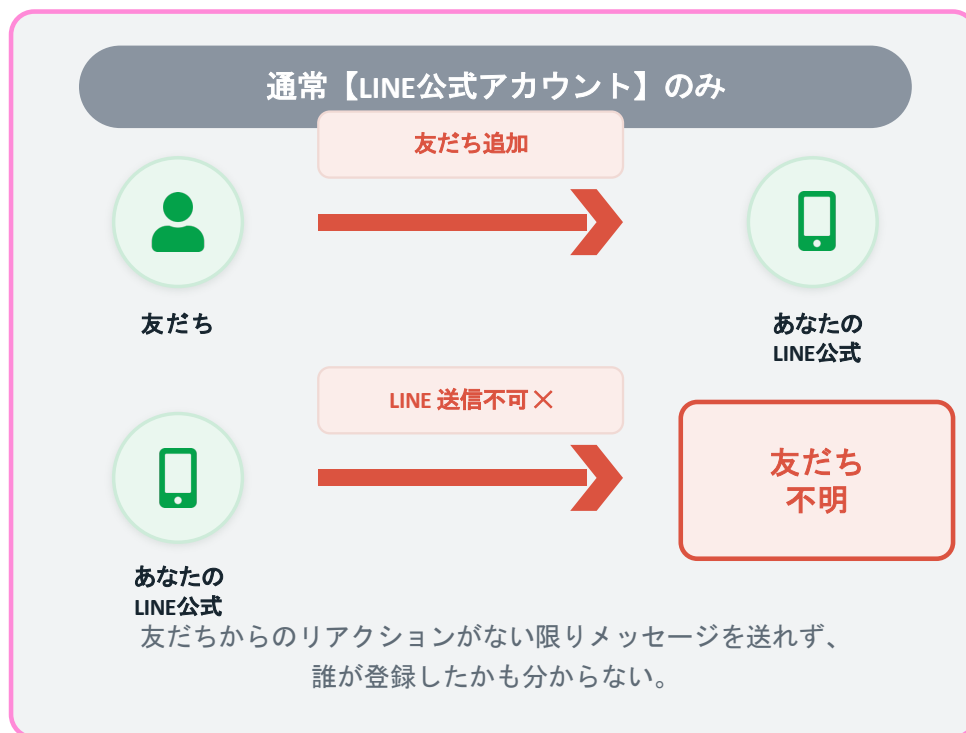 通常【LINE公式アカウント】のみ
友だち追加
友だち
あなたの
LINE公式
LINE 送信不可✕
友だち
不明
あなたの
LINE公式
友だちからのリアクションがない限りメッセージを送れず、
誰が登録したかも分からない。